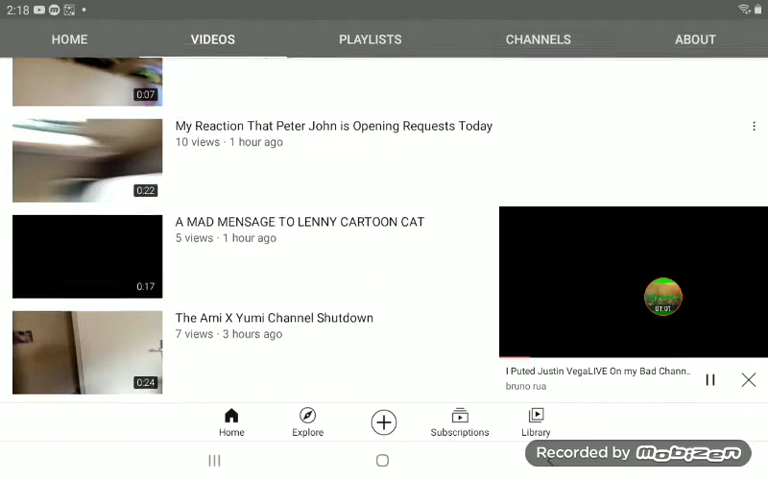 2:18
HOME VIDEOS PLAYLISTS CHANNELS ABOUT
0:07
My Reaction That Peter John is Opening Requests Today
10 views · 1 hour ago
0:22
A MAD MENSAGE TO LENNY CARTOON CAT
5 views · 1 hour ago
0:17
The Ami X Yumi Channel Shutdown
7 views · 3 hours ago
0:24
01:01
I Puted Justin VegaLIVE On my Bad Chann..
bruno rua
Home Explore Subscriptions Library
Recorded by Mobizen